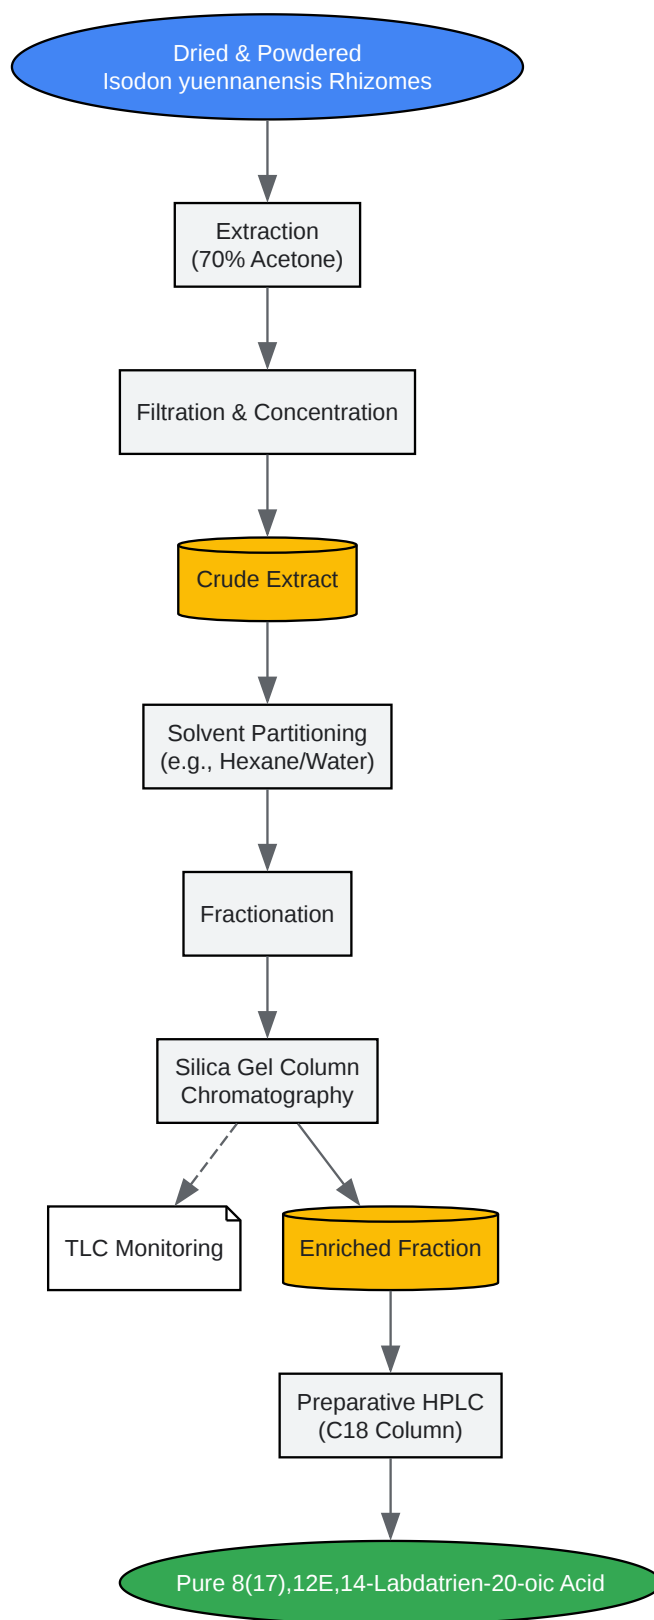 Dried & Powdered
Isodon yuennanensis Rhizomes
Extraction
(70% Acetone)
Filtration & Concentration
Crude Extract
Solvent Partitioning
(e.g., Hexane/Water)
Fractionation
Silica Gel Column
Chromatography
TLC Monitoring
Enriched Fraction
Preparative HPLC
(C18 Column)
Pure 8(17),12E,14-Labdatrien-20-oic Acid